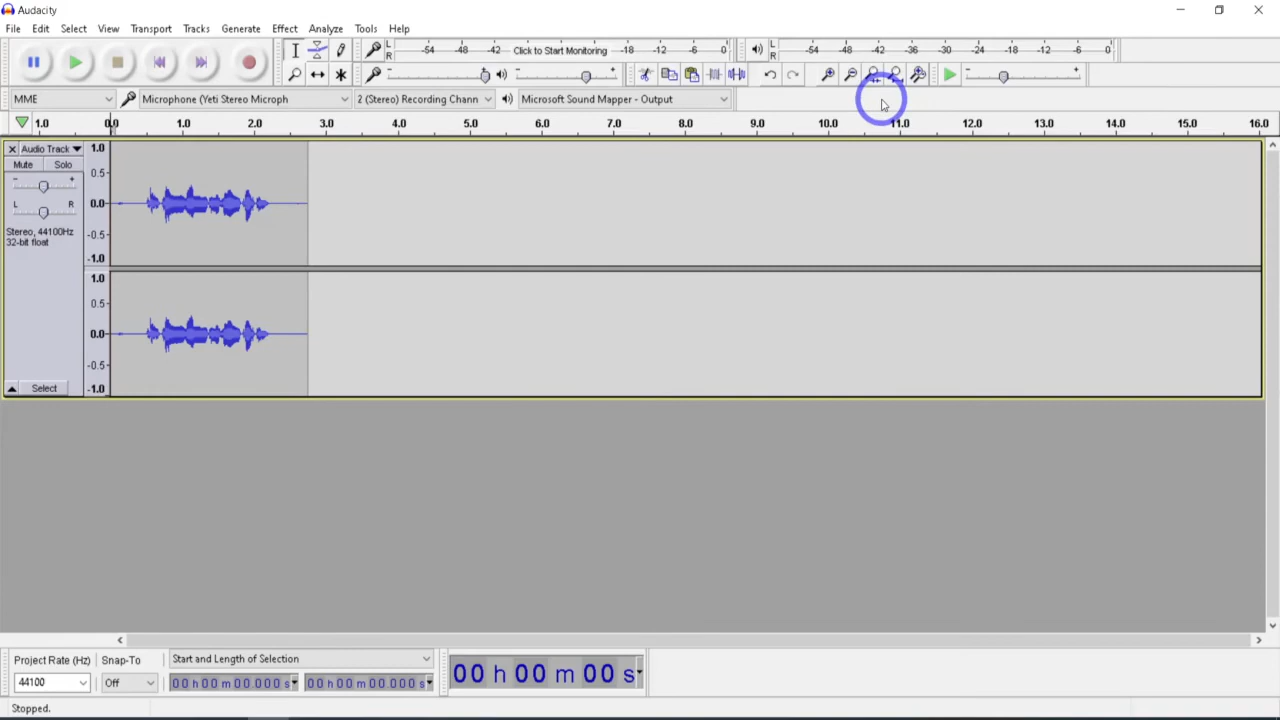 Audacity
File Edit Select View Transport Tracks Generate Effect Analyze Tools Help
L R -54 -48 -42 Click to Start Monitoring -18 -12 -6 0 L R -54 -48 -42 -36 -30 -24 -18 -12 -6 0
- + - + - +
MME Microphone (Yeti Stereo Microph 2 (Stereo) Recording Chann Microsoft Sound Mapper - Output
1.0 0.0 1.0 2.0 3.0 4.0 5.0 6.0 7.0 8.0 9.0 10.0 11.0 12.0 13.0 14.0 15.0 16.0
Audio Track 1.0
Mute Solo
- + 0.5
L R 0.0
Stereo, 44100Hz -0.5
32-bit float
-1.0
1.0
0.5
0.0
-0.5
Select -1.0
Project Rate (Hz) Snap-To Start and Length of Selection
44100 Off 00 h 00 m 00.000 s 00 h 00 m 00.000 s 00 h 00 m 00 s
Stopped.